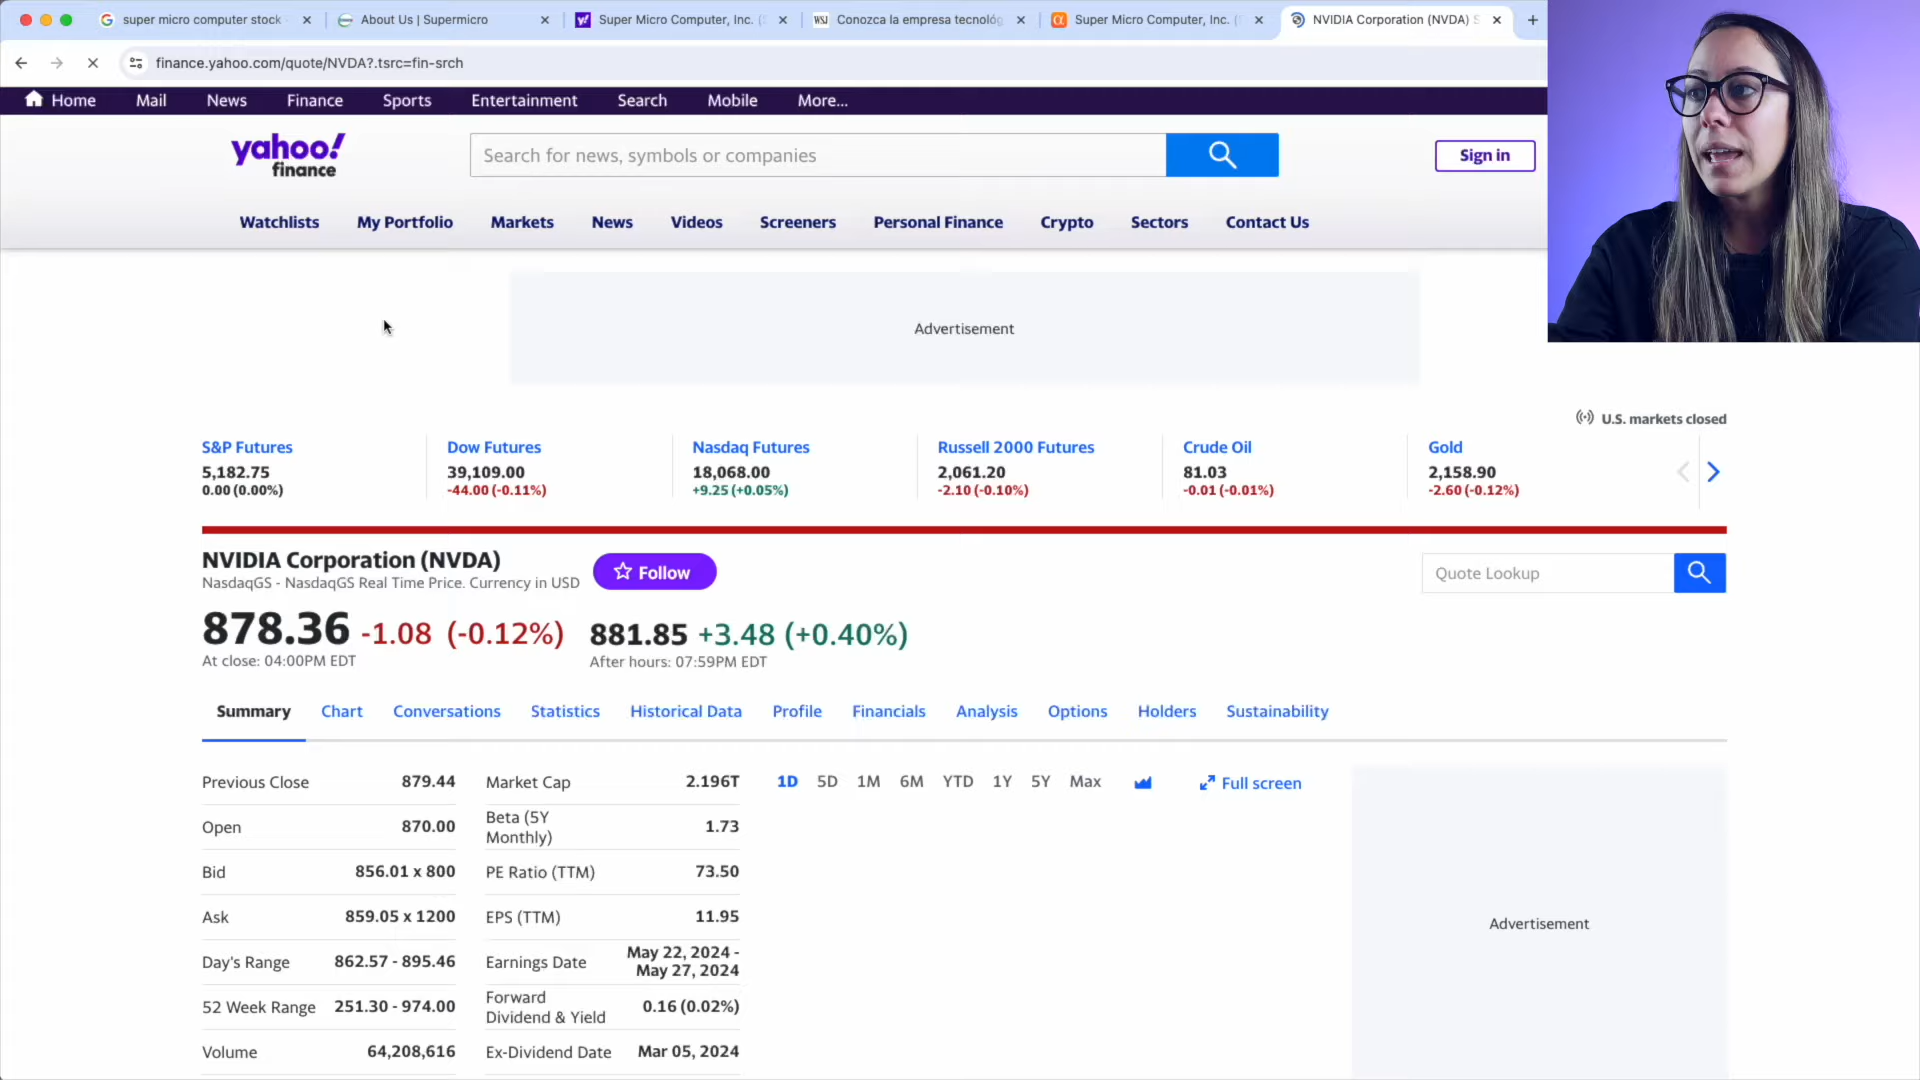 super micro computer stock
About Us | Supermicro
Super Micro Computer, Inc. (
WSJ
Conozca la empresa tecnológ
Super Micro Computer, Inc. (
NVIDIA Corporation (NVDA) S
finance.yahoo.com/quote/NVDA?.tsrc=fin-srch
Home Mail News Finance Sports Entertainment Search Mobile More...
yahoo!
finance
Search for news, symbols or companies
Sign in
Watchlists My Portfolio Markets News Videos Screeners Personal Finance Crypto Sectors Contact Us
Advertisement
U.S. markets closed
S&P Futures
5,182.75
0.00 (0.00%)
Dow Futures
39,109.00
-44.00 (-0.11%)
Nasdaq Futures
18,068.00
+9.25 (+0.05%)
Russell 2000 Futures
2,061.20
-2.10 (-0.10%)
Crude Oil
81.03
-0.01 (-0.01%)
Gold
2,158.90
-2.60 (-0.12%)
NVIDIA Corporation (NVDA)
NasdaqGS - NasdaqGS Real Time Price. Currency in USD
Follow
Quote Lookup
878.36 -1.08 (-0.12%)
At close: 04:00PM EDT
881.85 +3.48 (+0.40%)
After hours: 07:59PM EDT
Summary Chart Conversations Statistics Historical Data Profile Financials Analysis Options Holders Sustainability
Previous Close 879.44
Open 870.00
Bid 856.01 x 800
Ask 859.05 x 1200
Day's Range 862.57 - 895.46
52 Week Range 251.30 - 974.00
Volume 64,208,616
Market Cap 2.196T
Beta (5Y
Monthly) 1.73
PE Ratio (TTM) 73.50
EPS (TTM) 11.95
Earnings Date May 22, 2024 -
May 27, 2024
Forward
Dividend & Yield 0.16 (0.02%)
Ex-Dividend Date Mar 05, 2024
1D 5D 1M 6M YTD 1Y 5Y Max
Full screen
Advertisement